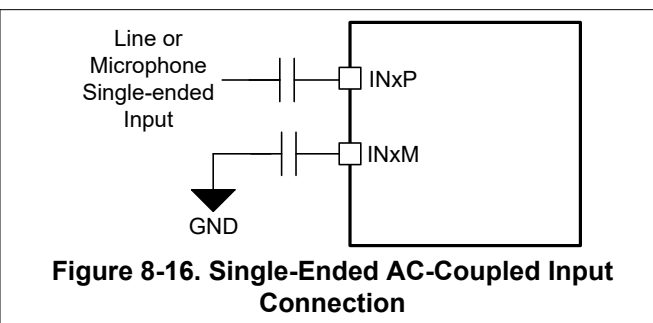 Line or
Microphone
Single-ended
Input
INxP
INxM
GND
Figure 8-16. Single-Ended AC-Coupled Input
Connection